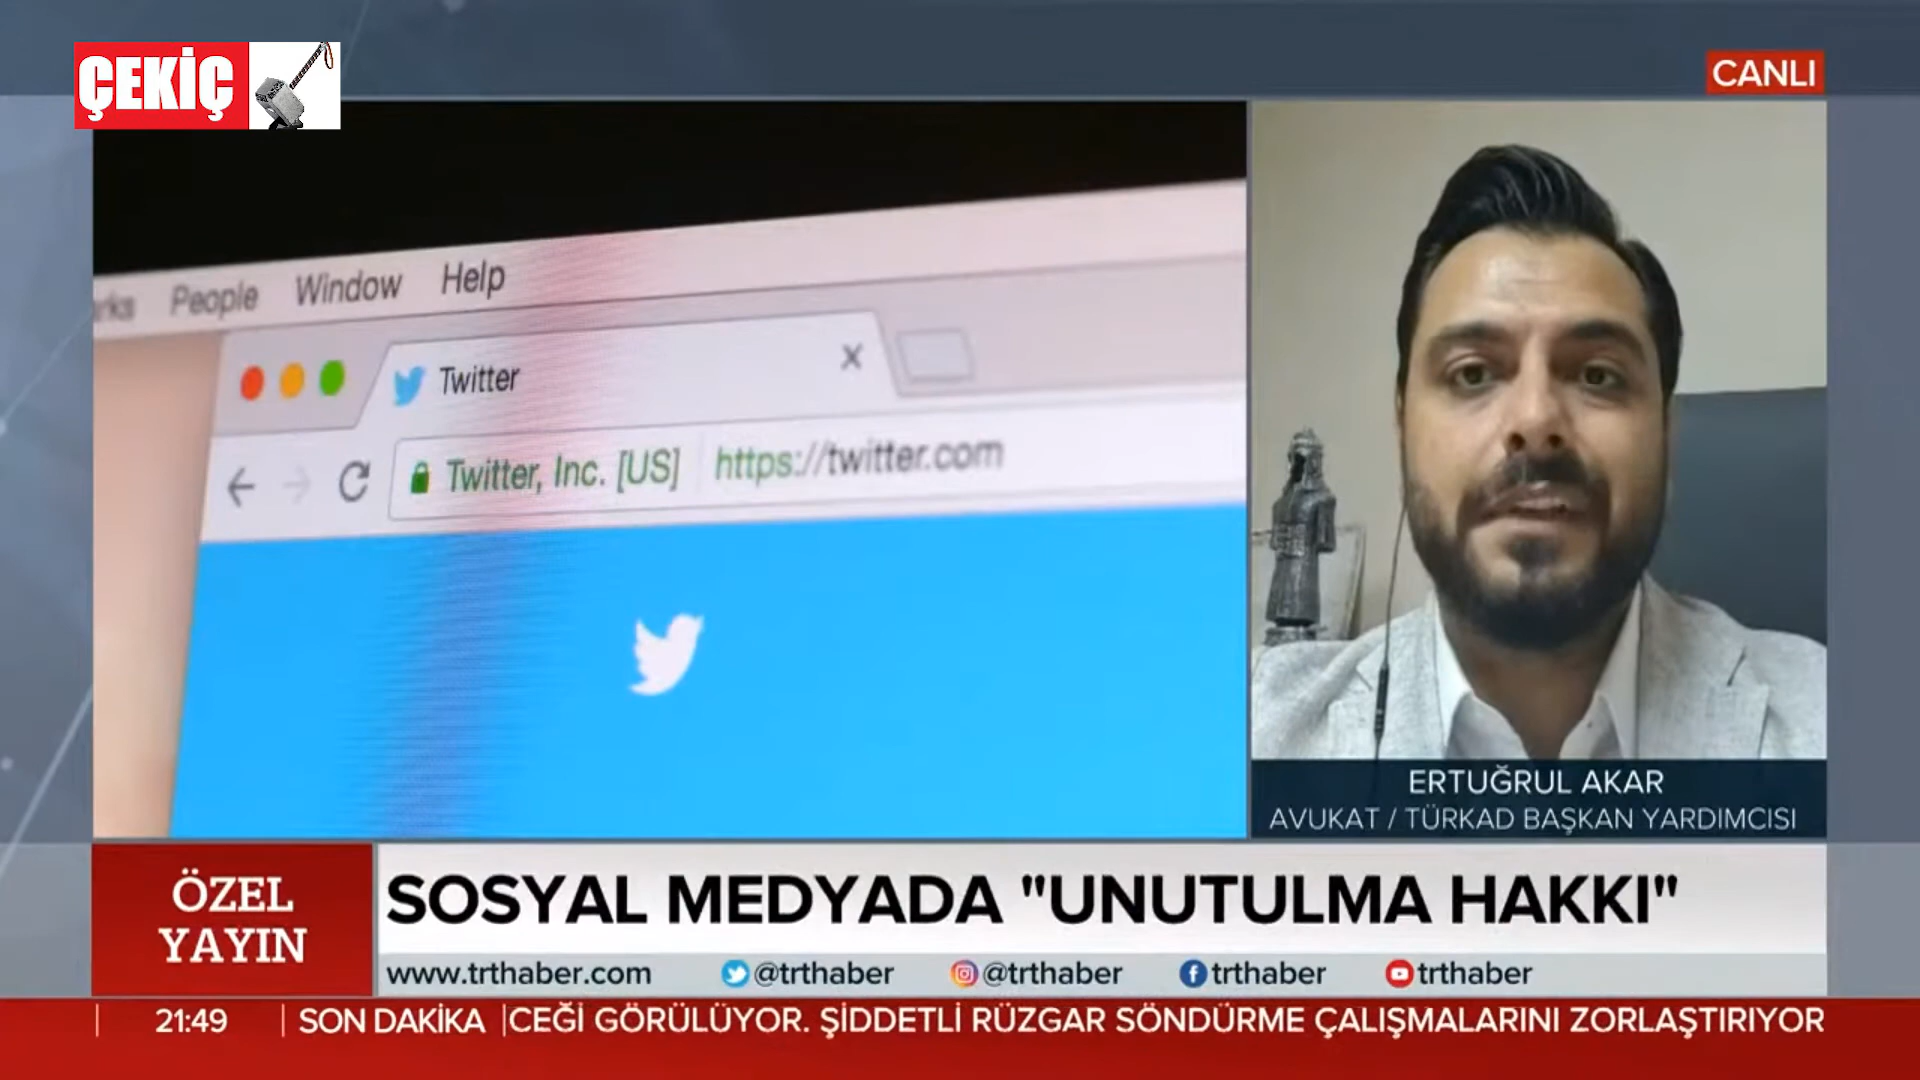 ÇEKİÇ
CANLI
People Window Help
Twitter
Twitter, Inc. [US] https://twitter.com
ERTUĞRUL AKAR
AVUKAT / TÜRKAD BAŞKAN YARDIMCISI
ÖZEL
YAYIN
SOSYAL MEDYADA "UNUTULMA HAKKI"
www.trthaber.com @trthaber @trthaber trthaber trthaber
21:49 SON DAKİKA CEĞİ GÖRÜLÜYOR. ŞİDDETLİ RÜZGAR SÖNDÜRME ÇALIŞMALARINI ZORLAŞTIRIYOR